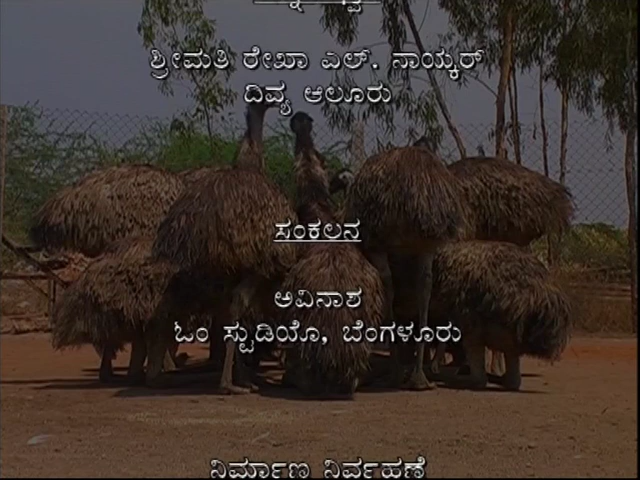 ಶ್ರೀಮತಿ ರೇಖಾ ಎಲ್. ನಾಯ್ಕರ್
ದಿವ್ಯ ಆಲೂರು
ಸಂಕಲನ
ಅವಿನಾಶ
ಓಂ ಸ್ಟುಡಿಯೊ, ಬೆಂಗಳೂರು
ನಿರ್ಮಾಣ ನಿರ್ವಹಣೆ